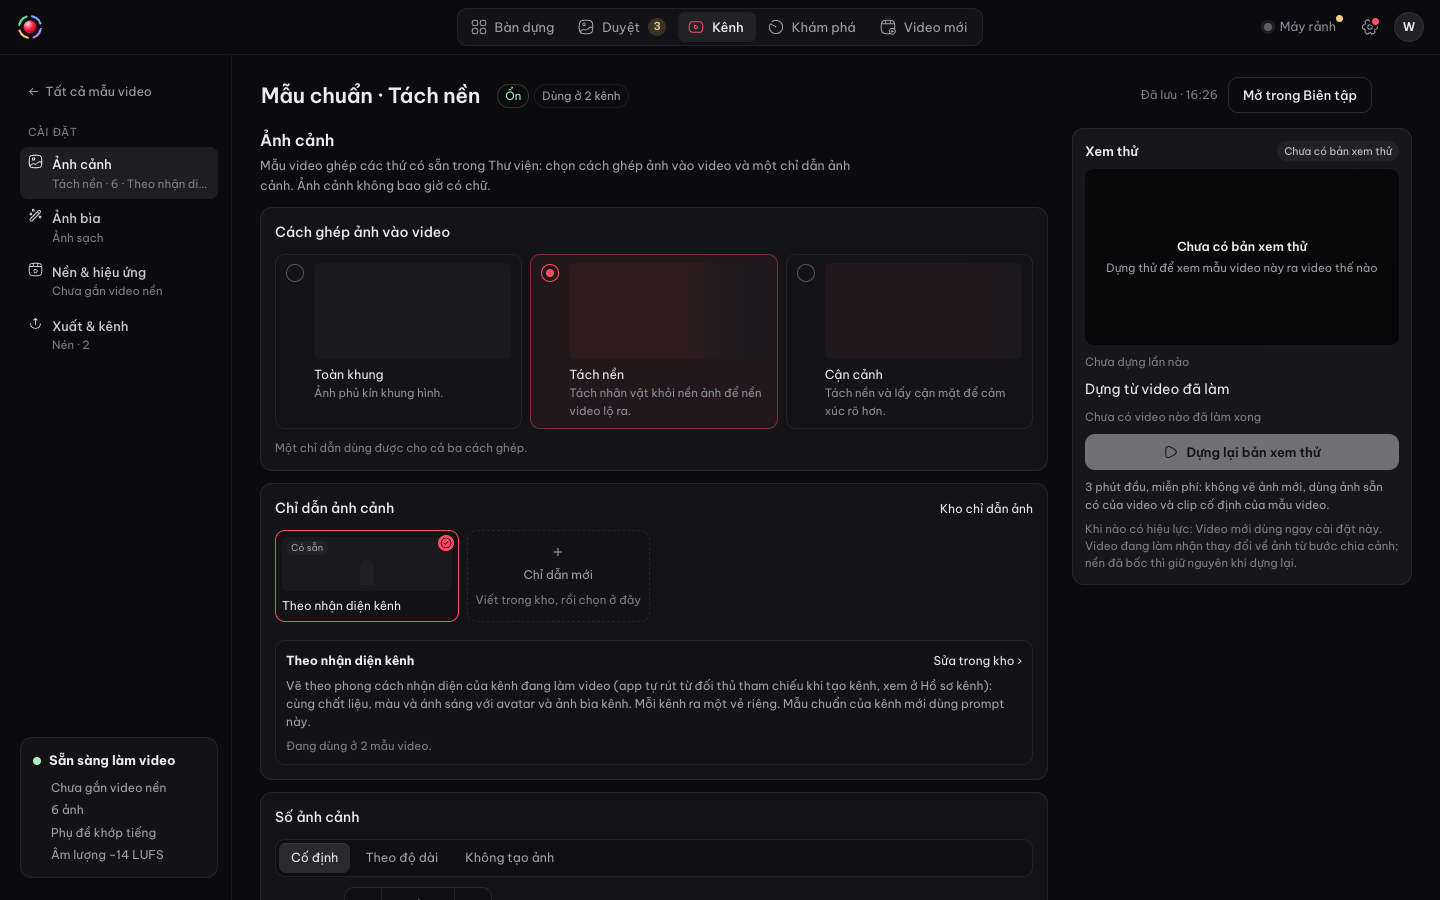 Bàn dựng
Duyệt 3
Kênh
Khám phá
Video mới
Máy rảnh
W
← Tất cả mẫu video
CÀI ĐẶT
Ảnh cảnh
Tách nền · 6 · Theo nhận di...
Ảnh bìa
Ảnh sạch
Nền & hiệu ứng
Chưa gắn video nền
Xuất & kênh
Nén · 2
Sẵn sàng làm video
Chưa gắn video nền
6 ảnh
Phụ đề khớp tiếng
Âm lượng -14 LUFS
Mẫu chuẩn · Tách nền
Ổn
Dùng ở 2 kênh
Đã lưu · 16:26
Mở trong Biên tập
Ảnh cảnh
Mẫu video ghép các thứ có sẵn trong Thư viện: chọn cách ghép ảnh vào video và một chỉ dẫn ảnh
cảnh. Ảnh cảnh không bao giờ có chữ.
Cách ghép ảnh vào video
Toàn khung
Ảnh phủ kín khung hình.
Tách nền
Tách nhân vật khỏi nền ảnh để nền
video lộ ra.
Cận cảnh
Tách nền và lấy cận mặt để cảm
xúc rõ hơn.
Một chỉ dẫn dùng được cho cả ba cách ghép.
Chỉ dẫn ảnh cảnh
Kho chỉ dẫn ảnh
Có sẵn
Theo nhận diện kênh
+
Chỉ dẫn mới
Viết trong kho, rồi chọn ở đây
Theo nhận diện kênh
Sửa trong kho ›
Vẽ theo phong cách nhận diện của kênh đang làm video (app tự rút từ đối thủ tham chiếu khi tạo kênh, xem ở Hồ sơ kênh):
cùng chất liệu, màu và ánh sáng với avatar và ảnh bìa kênh. Mỗi kênh ra một vẻ riêng. Mẫu chuẩn của kênh mới dùng prompt
này.
Đang dùng ở 2 mẫu video.
Số ảnh cảnh
Cố định
Theo độ dài
Không tạo ảnh
Xem thử
Chưa có bản xem thử
Chưa có bản xem thử
Dựng thử để xem mẫu video này ra video thế nào
Chưa dựng lần nào
Dựng từ video đã làm
Chưa có video nào đã làm xong
Dựng lại bản xem thử
3 phút đầu, miễn phí: không vẽ ảnh mới, dùng ảnh sẵn
có của video và clip cố định của mẫu video.
Khi nào có hiệu lực: Video mới dùng ngay cài đặt này.
Video đang làm nhận thay đổi về ảnh từ bước chia cảnh;
nền đã bốc thì giữ nguyên khi dựng lại.